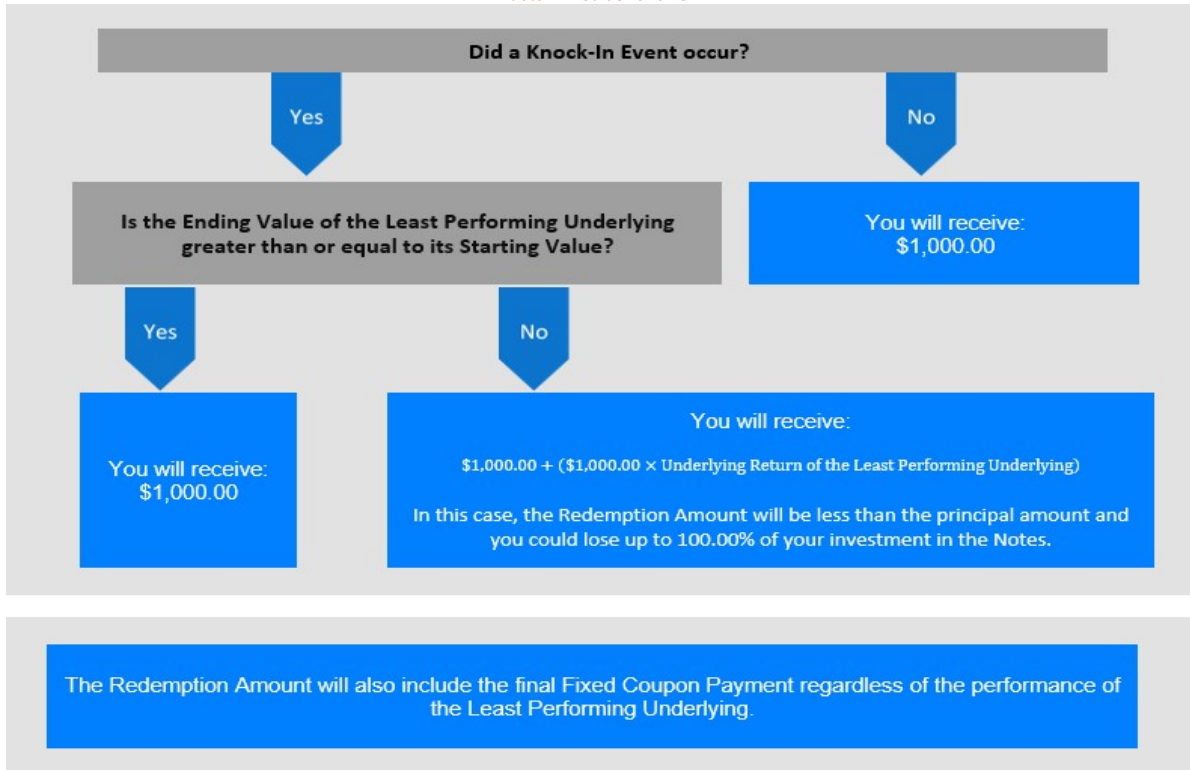 Did a Knock-In Event occur?
Yes
No
Is the Ending Value of the Least Performing Underlying
greater than or equal to its Starting Value?
You will receive:
$1,000.00
Yes
No
You will receive:
$1,000.00
You will receive:
$1,000.00 + ($1,000.00 × Underlying Return of the Least Performing Underlying)
In this case, the Redemption Amount will be less than the principal amount and
you could lose up to 100.00% of your investment in the Notes.
The Redemption Amount will also include the final Fixed Coupon Payment regardless of the performance of
the Least Performing Underlying.